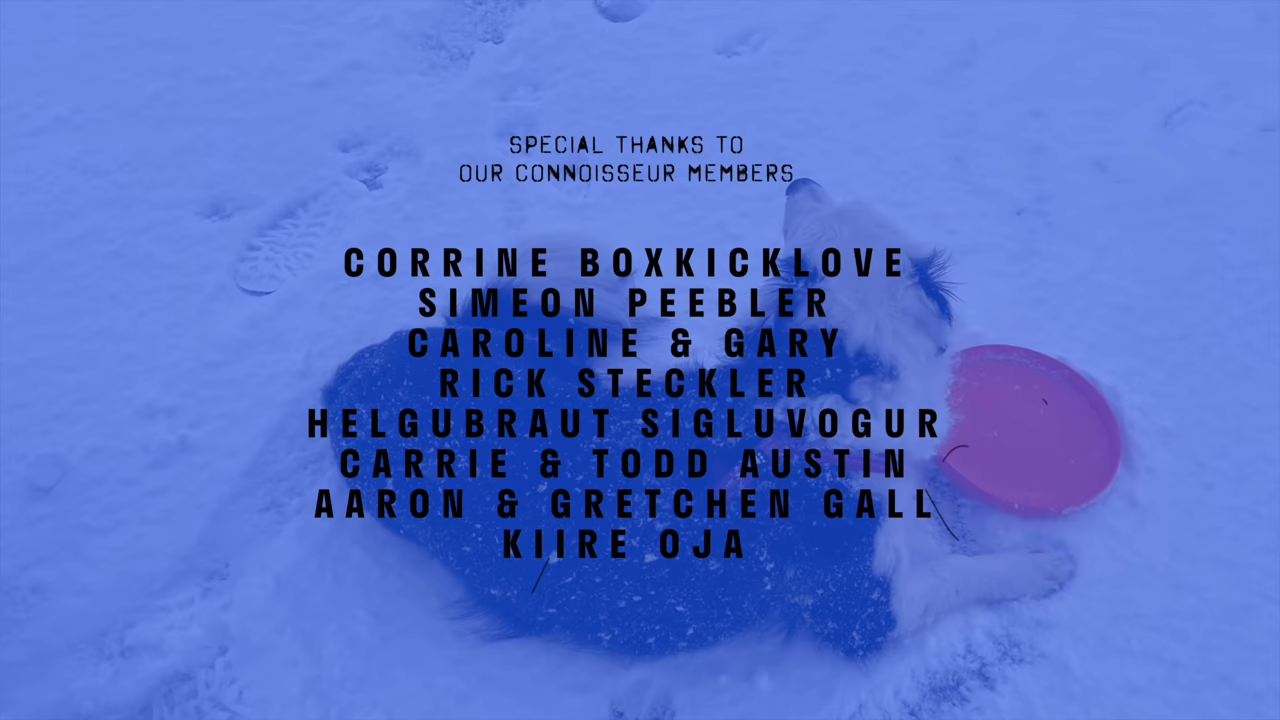 SPECIAL THANKS TO
OUR CONNOISSEUR MEMBERS
CORRINE BOXKICKLOVE
SIMEON PEEBLER
CAROLINE & GARY
RICK STECKLER
HELGUBRAUT SIGLUVOGUR
CARRIE & TODD AUSTIN
AARON & GRETCHEN GALL
KIIRE OJA